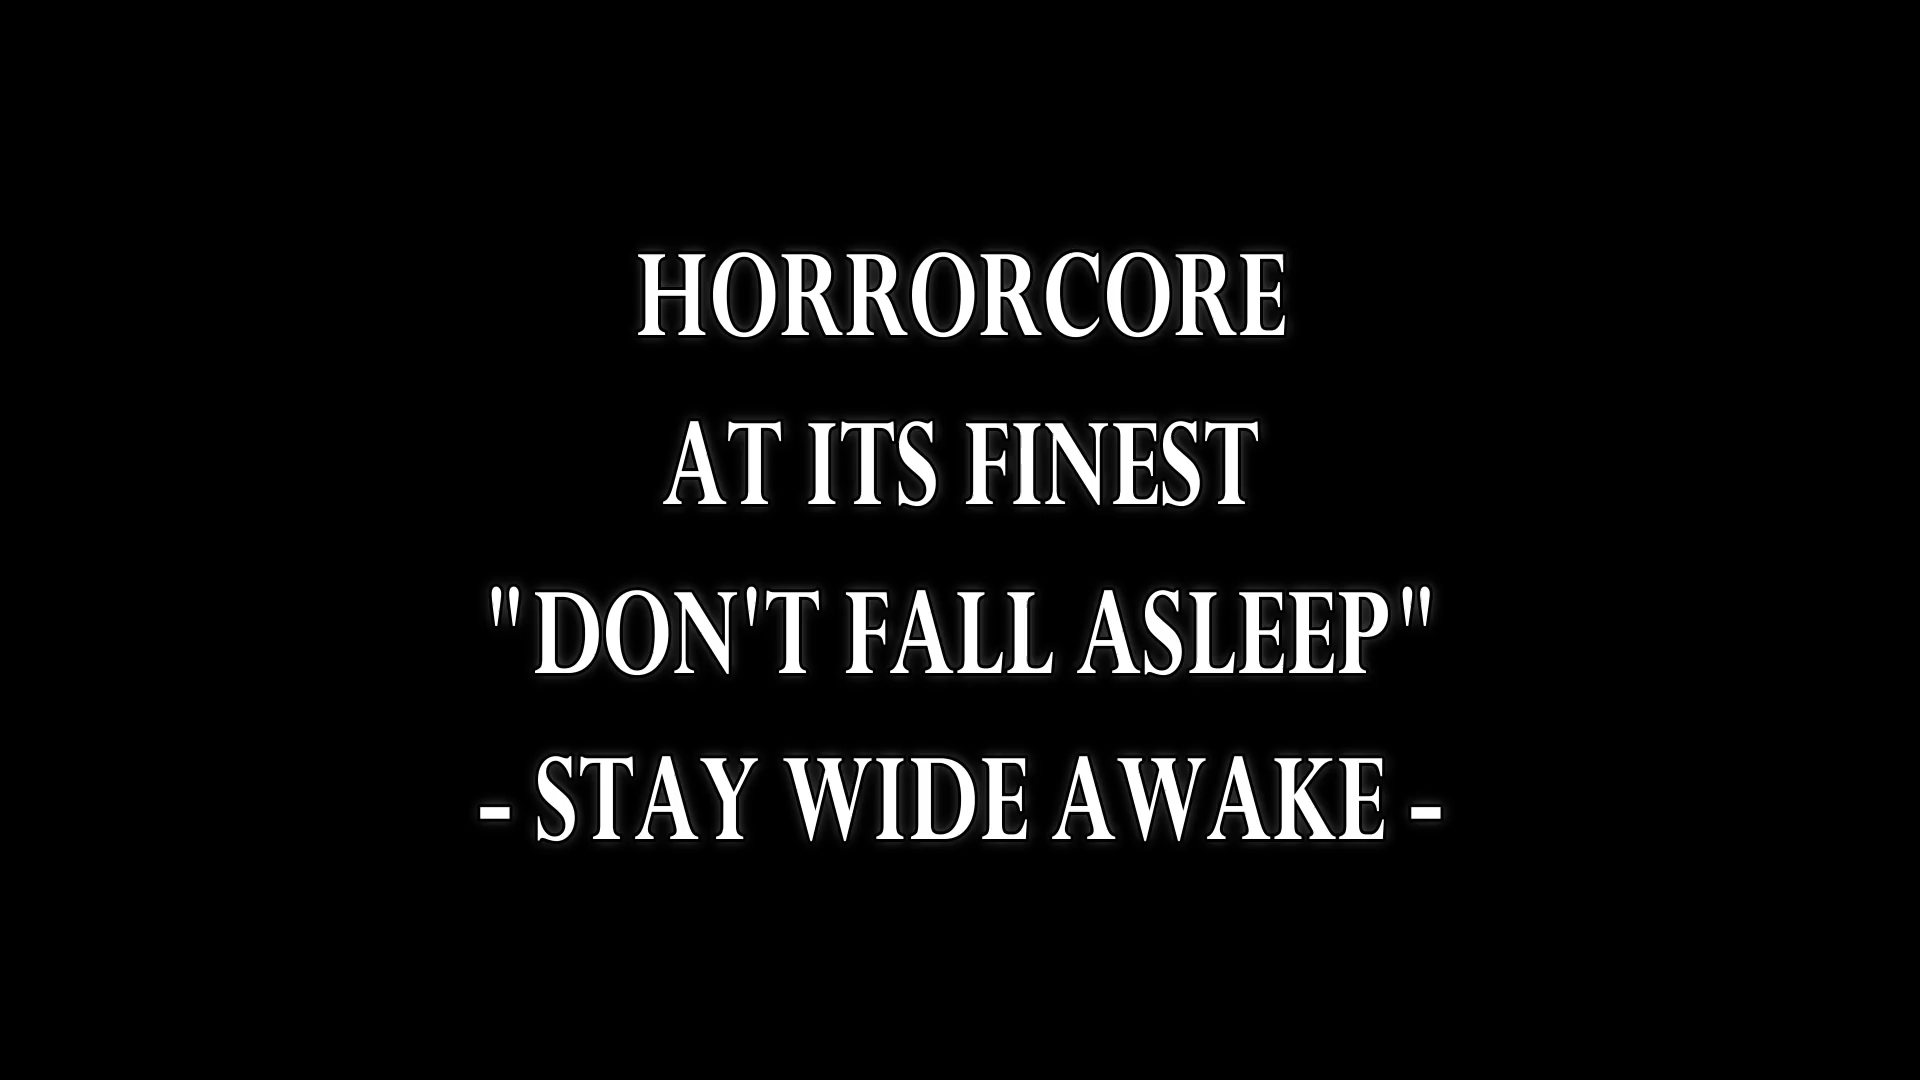 HORRORCORE
AT ITS FINEST
"DON'T FALL ASLEEP"
- STAY WIDE AWAKE -